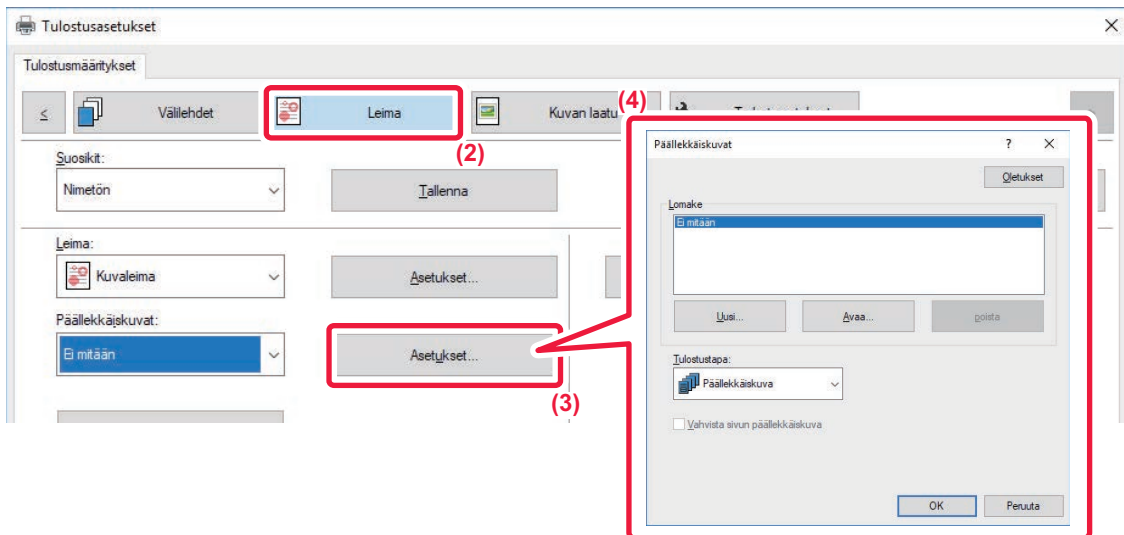 Tulostusasetukset
Tulostusmääritykset
≤
Välilehdet
Leima
Kuvan laatu
(4)
(2)
Suosikit:
Nimetön
Tallenna
Leima:
Kuvaleima
Asetukset...
Päällekkäiskuvat:
Ei mitään
Asetukset...
(3)
Päällekkäiskuvat
?
Oletukset
Lomake
Ei mitään
Uusi...
Avaa...
poista
Tulostustapa:
Päällekkäiskuva
Vahvista sivun päällekkäiskuva
OK
Peruuta